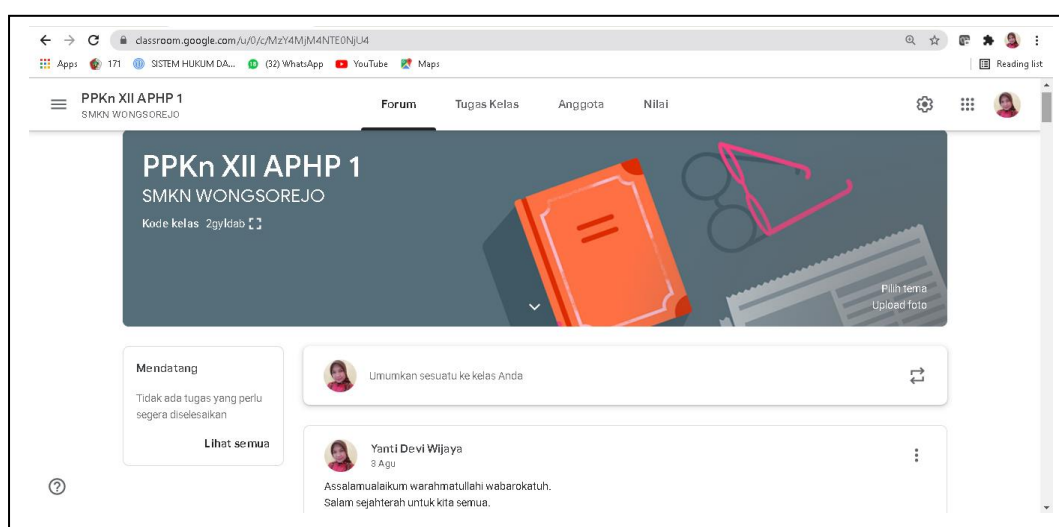 classroom.google.com/u/0/c/MzY4MjM4NTE0NjU4
Apps 171 SISTEM HUKUM DA... (32) WhatsApp YouTube Maps Reading list
PPKn XII APHP 1
SMKN WONGSOREJO
Forum Tugas Kelas Anggota Nilai
PPKn XII APHP 1
SMKN WONGSOREJO
Kode kelas 2gyldab
Pilih tema
Upload foto
Mendatang
Tidak ada tugas yang perlu
segera diselesaikan
Lihat semua
Umumkan sesuatu ke kelas Anda
Yanti Devi Wijaya
3 Agu
Assalamualaikum warahmatullahi wabarokatuh.
Salam sejahterah untuk kita semua.